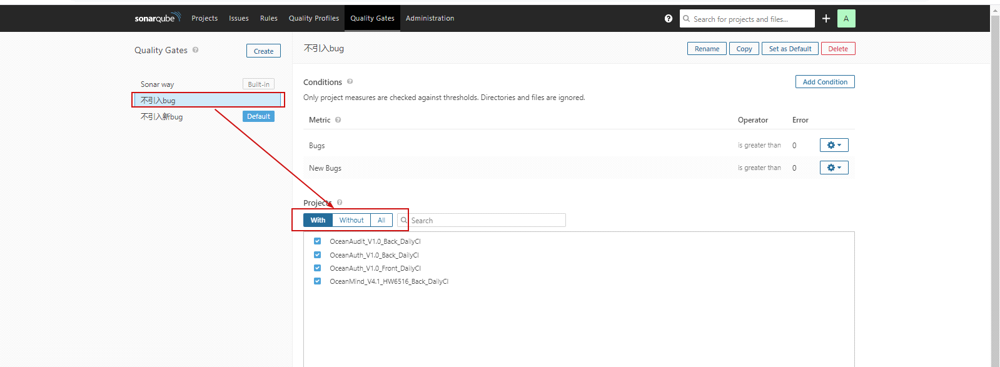 sonarqube Projects Issues Rules Quality Profiles Quality Gates Administration ? Search for projects and files... + A
Quality Gates ? Create
Sonar way Built-in
不引入bug
不引入新bug Default
不引入bug Rename Copy Set as Default Delete
Conditions ? Add Condition
Only project measures are checked against thresholds. Directories and files are ignored.
Metric ? Operator Error
Bugs is greater than 0
New Bugs is greater than 0
Projects ?
With Without All Search
OceanAudit_V1.0_Back_DailyCI
OceanAuth_V1.0_Back_DailyCI
OceanAuth_V1.0_Front_DailyCI
OceanMind_V4.1_HW6516_Back_DailyCI